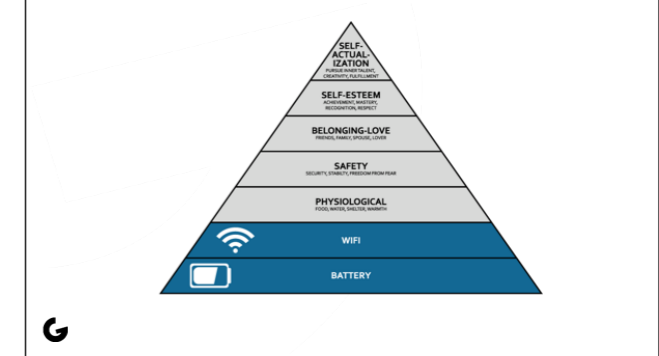 SELF-
ACTUAL-
IZATION
PURSUE INNER TALENT,
CREATIVITY, FULFILLMENT
SELF-ESTEEM
ACHIEVEMENT, MASTERY,
RECOGNITION, RESPECT
BELONGING-LOVE
FRIENDS, FAMILY, SPOUSE, LOVER
SAFETY
SECURITY, STABILTY, FREEDOM FROM FEAR
PHYSIOLOGICAL
FOOD, WATER, SHELTER, WARMTH
WIFI
BATTERY
G